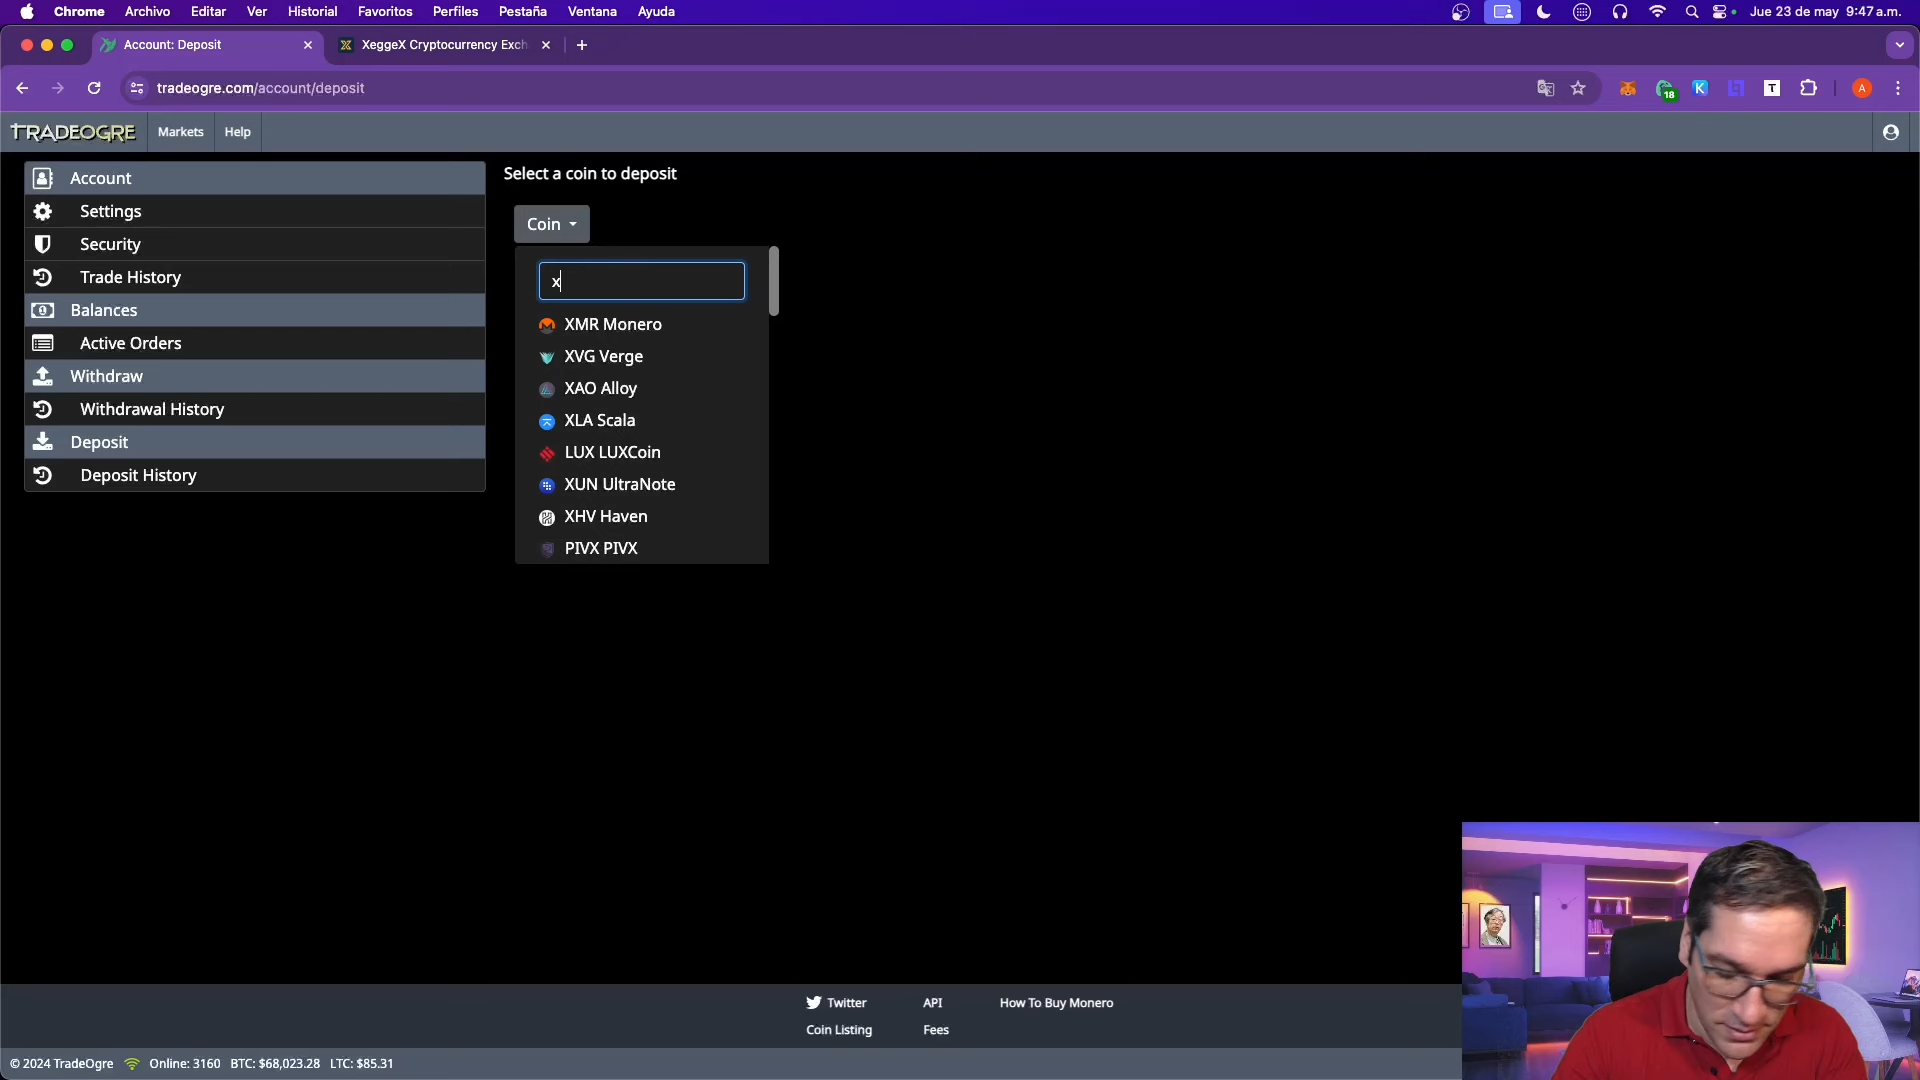 Chrome Archivo Editar Ver Historial Favoritos Perfiles Pestaña Ventana Ayuda
Jue 23 de may 9:47 a.m.
Account: Deposit
XeggeX Cryptocurrency Exch
tradeogre.com/account/deposit
18
K
T
A
TRADEOGRE Markets Help
Account
Settings
Security
Trade History
Balances
Active Orders
Withdraw
Withdrawal History
Deposit
Deposit History
Select a coin to deposit
Coin
x
XMR Monero
XVG Verge
XAO Alloy
XLA Scala
LUX LUXCoin
XUN UltraNote
XHV Haven
PIVX PIVX
Twitter API How To Buy Monero
Coin Listing Fees
© 2024 TradeOgre Online: 3160 BTC: $68,023.28 LTC: $85.31